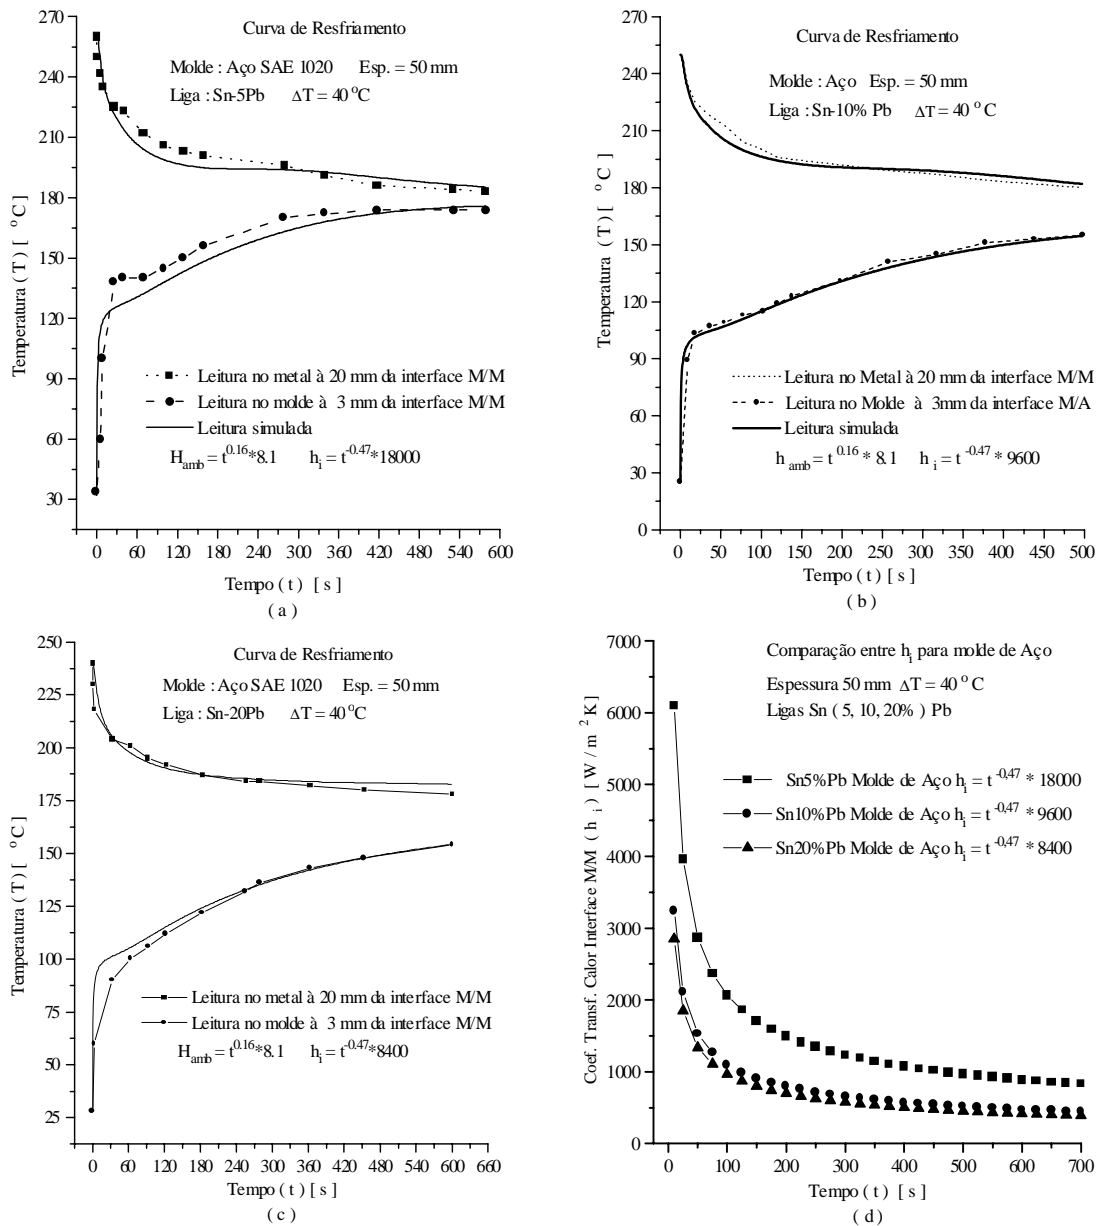 Curva de Resfriamento
Molde : Aço SAE 1020 Esp. = 50 mm
Liga : Sn-5Pb ΔT = 40 °C
Temperatura ( T ) [ °C ]
270
240
210
180
150
120
90
60
30
Leitura no metal à 20 mm da interface M/M
Leitura no molde à 3 mm da interface M/M
Leitura simulada
H_amb = t^0.16*8.1 h_i = t^-0.47*18000
0 60 120 180 240 300 360 420 480 540 600
Tempo ( t ) [ s ]
( a )
Curva de Resfriamento
Molde : Aço Esp. = 50 mm
Liga : Sn-10% Pb ΔT = 40 °C
Temperatura ( T ) [ °C ]
270
240
210
180
150
120
90
60
30
0
Leitura no Metal à 20 mm da interface M/M
Leitura no Molde à 3mm da interface M/A
Leitura simulada
h_amb = t^0.16 * 8.1 h_i = t^-0.47 * 9600
0 50 100 150 200 250 300 350 400 450 500
Tempo ( t ) [ s ]
( b )
Curva de Resfriamento
Molde : Aço SAE 1020 Esp. = 50 mm
Liga : Sn-20Pb ΔT = 40°C
Temperatura ( T ) [ °C ]
250
225
200
175
150
125
100
75
50
25
Leitura no metal à 20 mm da interface M/M
Leitura no molde à 3 mm da interface M/M
H_amb = t^0.16*8.1 h_i = t^-0.47*8400
0 60 120 180 240 300 360 420 480 540 600 660
Tempo ( t ) [ s ]
( c )
Comparação entre h_i para molde de Aço
Espessura 50 mm ΔT = 40 °C
Ligas Sn ( 5, 10, 20% ) Pb
Coef. Transf. Calor Interface M/M ( h_i ) [ W / m^2 K ]
7000
6000
5000
4000
3000
2000
1000
0
Sn5%Pb Molde de Aço h_i = t^-0,47 * 18000
Sn10%Pb Molde de Aço h_i = t^-0,47 * 9600
Sn20%Pb Molde de Aço h_i = t^-0,47 * 8400
0 100 200 300 400 500 600 700
Tempo ( t ) [ s ]
( d )